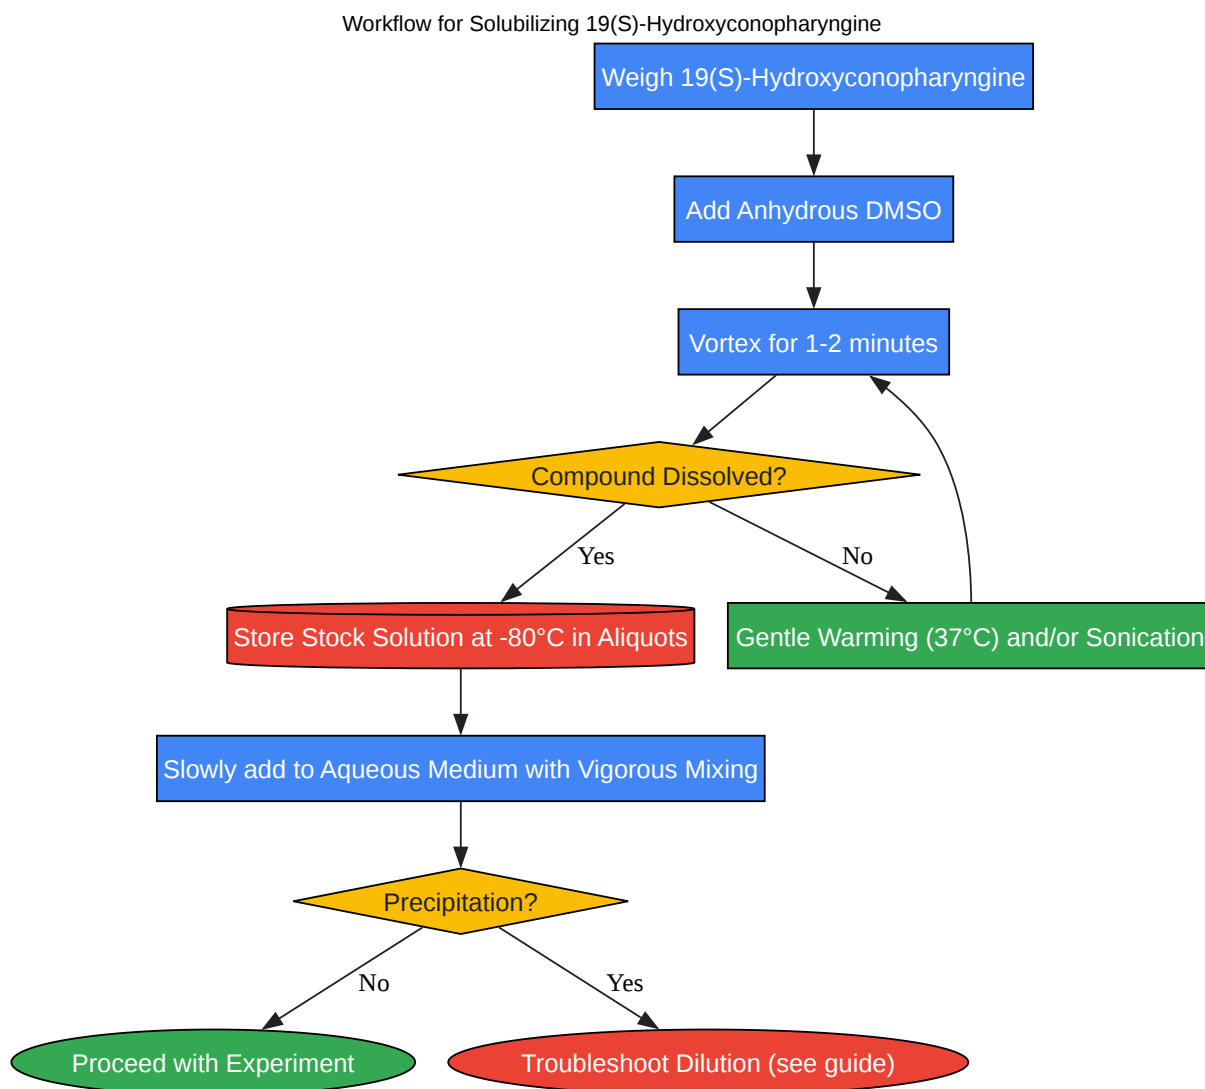 Workflow for Solubilizing 19(S)-Hydroxyconopharyngine
Weigh 19(S)-Hydroxyconopharyngine
Add Anhydrous DMSO
Vortex for 1-2 minutes
Compound Dissolved?
Yes
No
Store Stock Solution at -80°C in Aliquots
Gentle Warming (37°C) and/or Sonication
Slowly add to Aqueous Medium with Vigorous Mixing
Precipitation?
No
Yes
Proceed with Experiment
Troubleshoot Dilution (see guide)